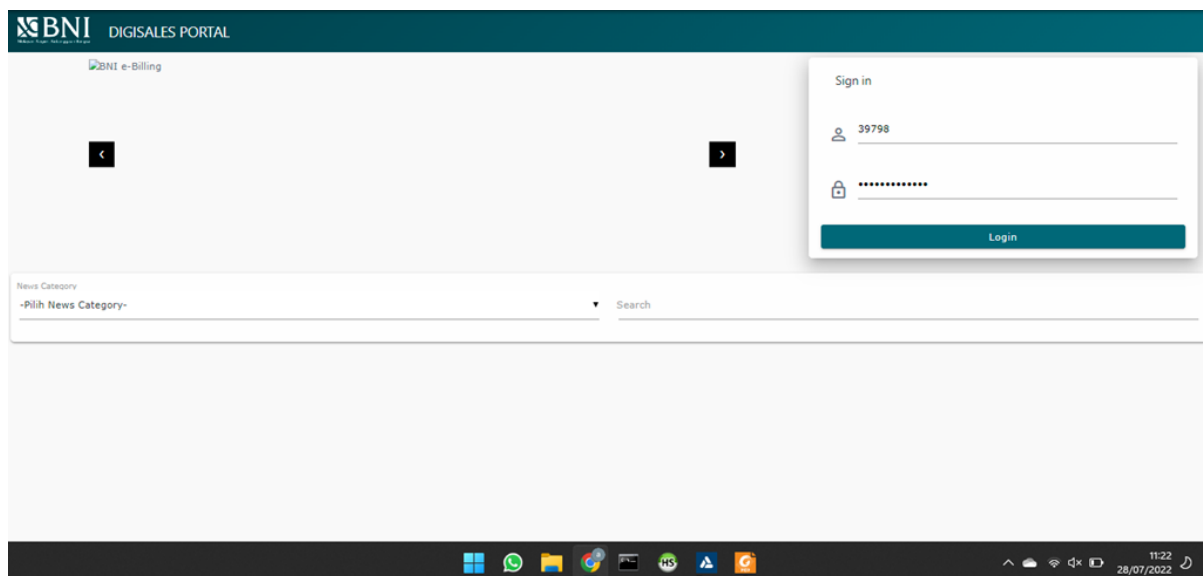 BNI DIGISALES PORTAL
BNI e-Billing
Sign in
39798
•••••••••••••
Login
News Category
-Pilih News Category-
Search
HS
11:22
28/07/2022